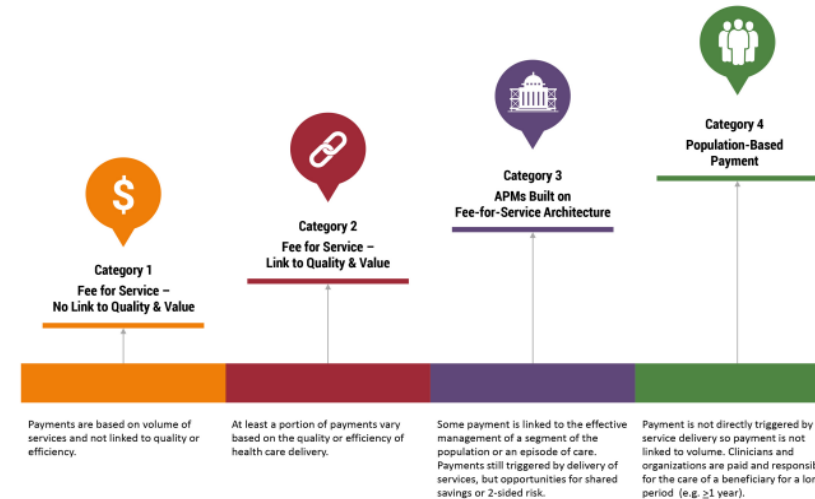 $
Category 1
Fee for Service –
No Link to Quality & Value
Category 2
Fee for Service –
Link to Quality & Value
Category 3
APMs Built on
Fee-for-Service Architecture
Category 4
Population-Based
Payment
Payments are based on volume of
services and not linked to quality or
efficiency.
At least a portion of payments vary
based on the quality or efficiency of
health care delivery.
Some payment is linked to the effective
management of a segment of the
population or an episode of care.
Payments still triggered by delivery of
services, but opportunities for shared
savings or 2-sided risk.
Payment is not directly triggered by
service delivery so payment is not
linked to volume. Clinicians and
organizations are paid and
for the care of a beneficiary for a
period (e.g. ≥1 year).